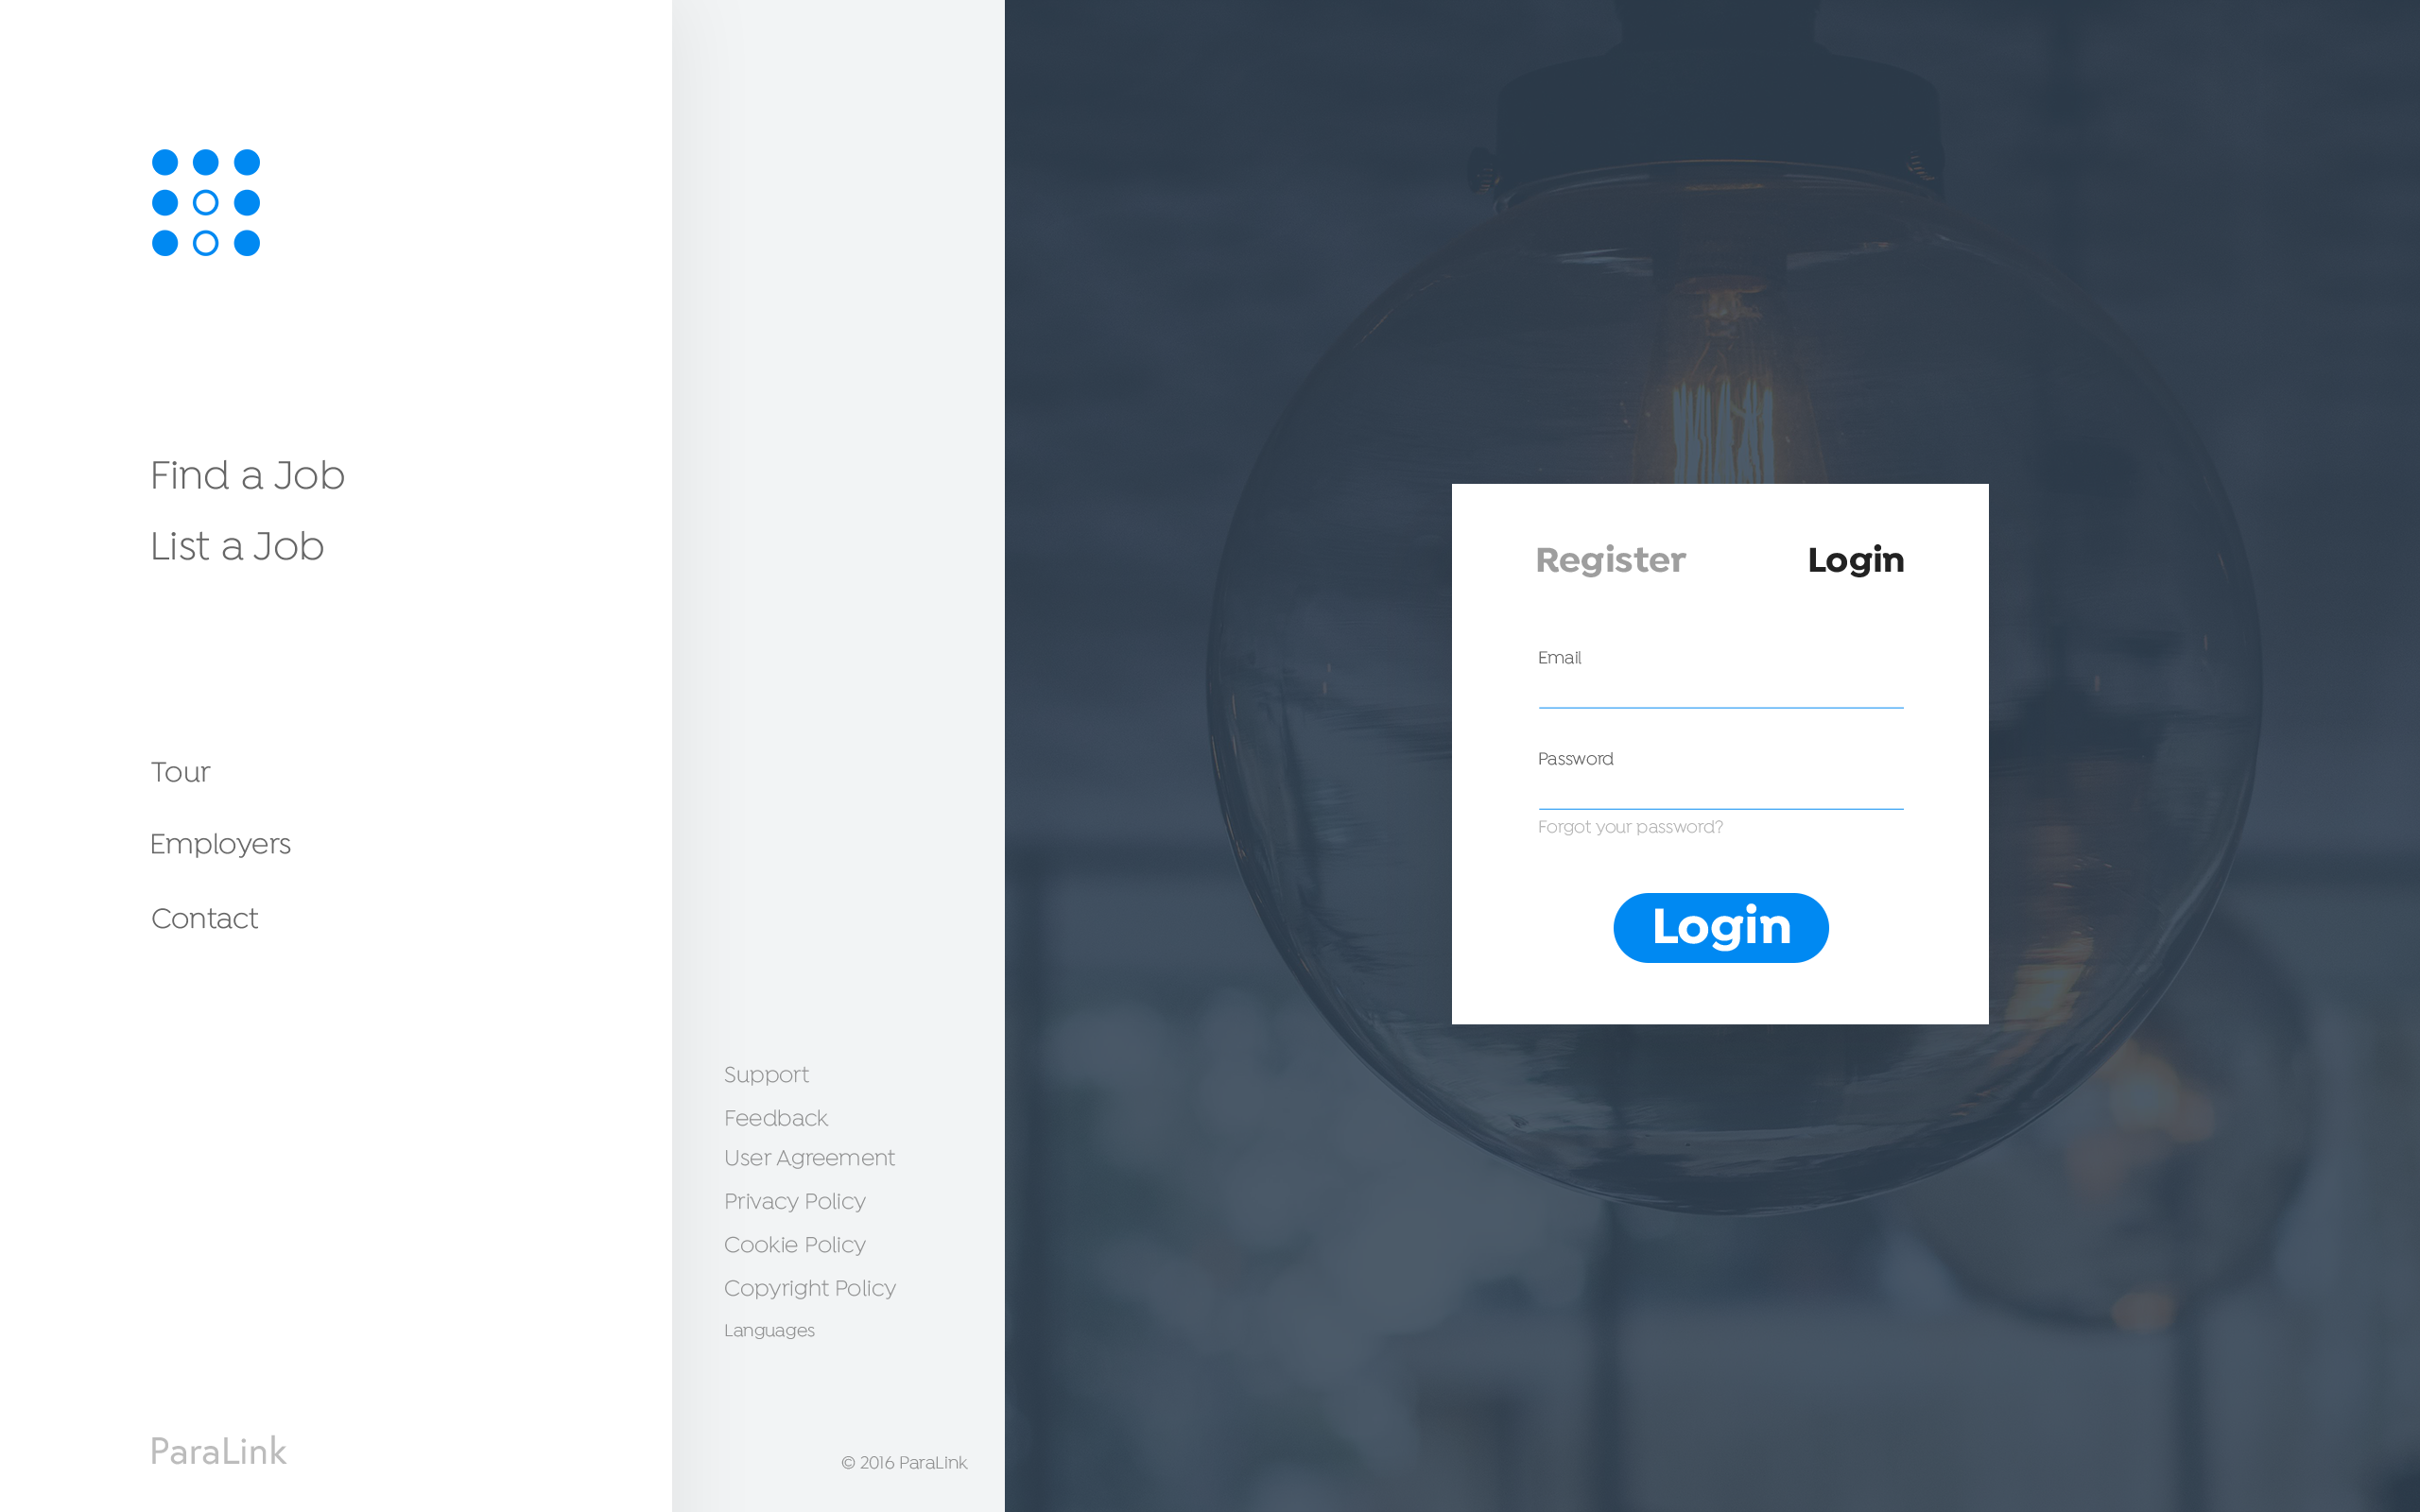 Find a Job
List a Job
Tour
Employers
Contact
ParaLink
Support
Feedback
User Agreement
Privacy Policy
Cookie Policy
Copyright Policy
Languages
© 2016 ParaLink
Register
Login
Email
Password
Forgot your password?
Login